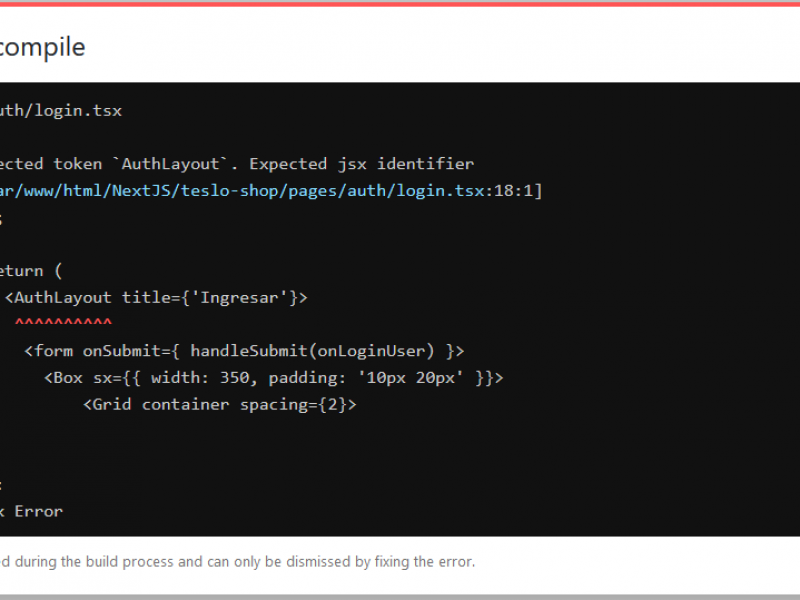 compile
uth/login.tsx
ected token `AuthLayout`. Expected jsx identifier
ar/www/html/NextJS/teslo-shop/pages/auth/login.tsx:18:1]
s
eturn (
<AuthLayout title={'Ingresar'}>
^^^^^^^^^^
<form onSubmit={ handleSubmit(onLoginUser) }>
<Box sx={{ width: 350, padding: '10px 20px' }}>
<Grid container spacing={2}>
:
x Error
d during the build process and can only be dismissed by fixing the error.